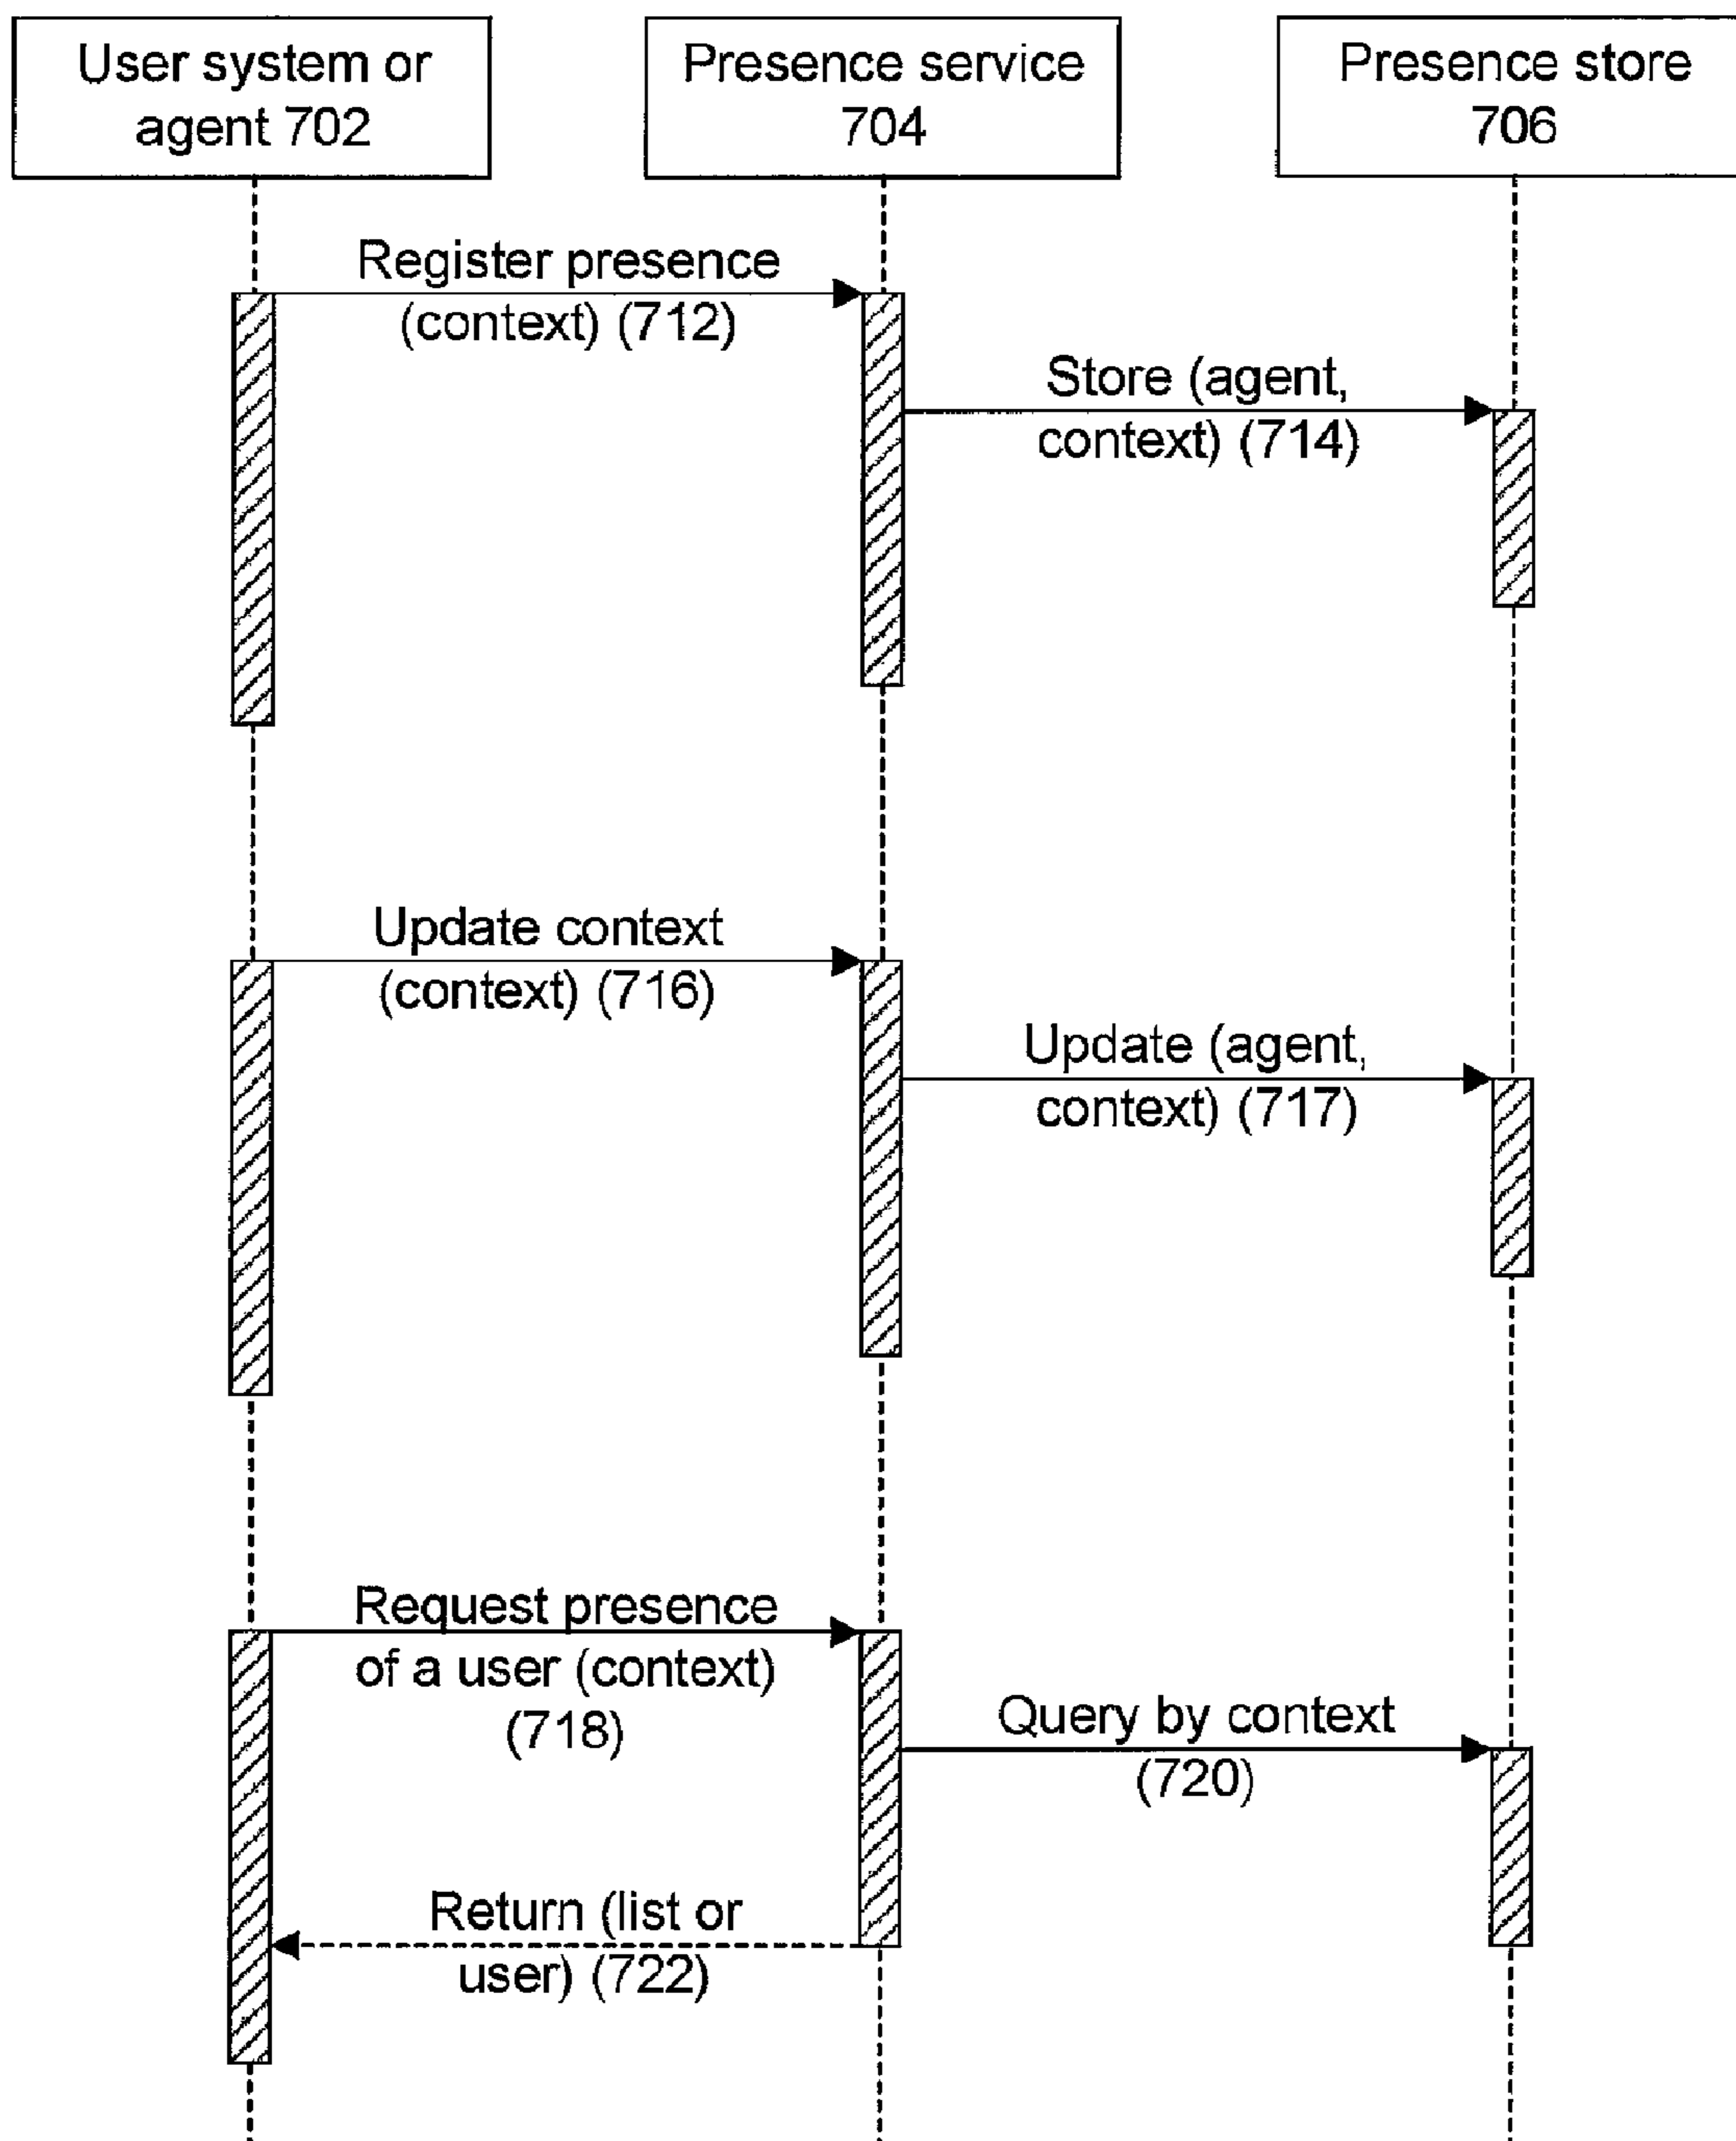 User system or
agent 702
Presence service
704
Presence store
706
Register presence
(context) (712)
Store (agent,
context) (714)
Update context
(context) (716)
Update (agent,
context) (717)
Request presence
of a user (context)
(718)
Query by context
(720)
Return (list or
user) (722)